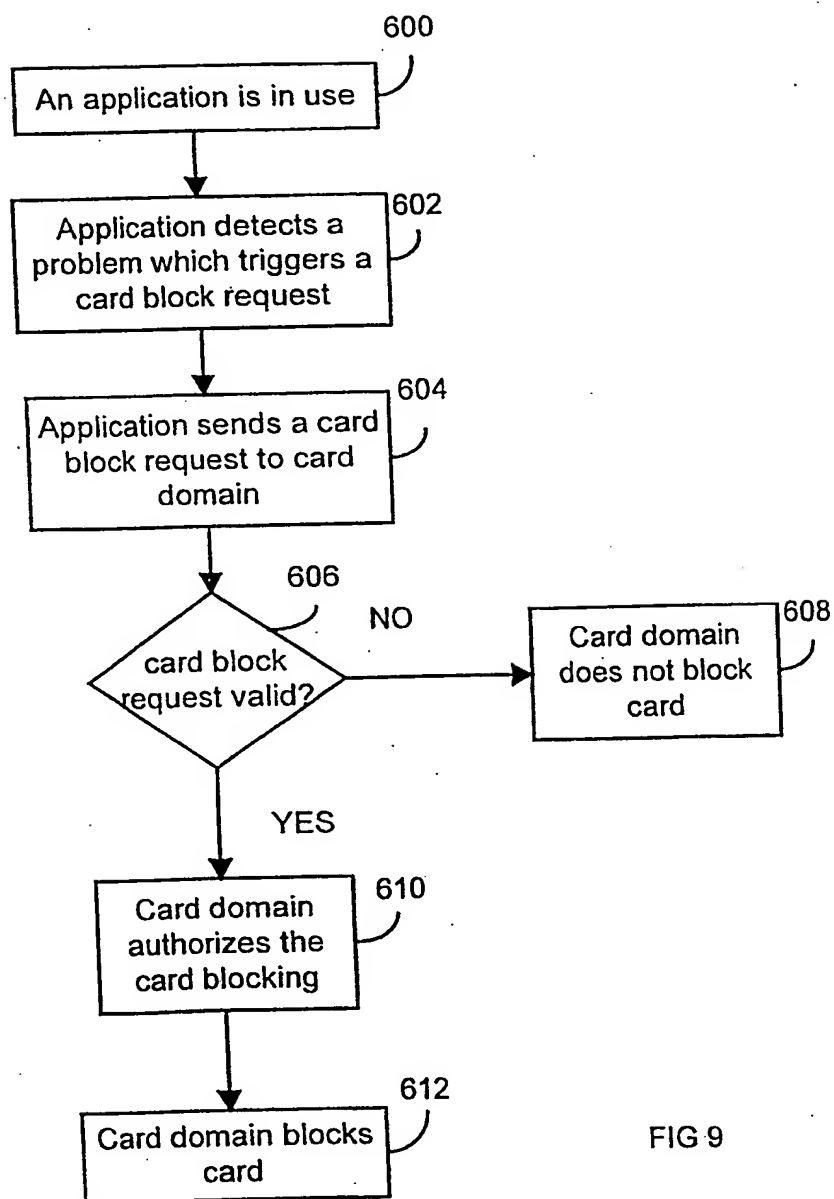 600
An application is in use
602
Application detects a
problem which triggers a
card block request
604
Application sends a card
block request to card
domain
606
NO
card block
request valid?
608
Card domain
does not block
card
YES
610
Card domain
authorizes the
card blocking
612
Card domain blocks
card
FIG 9